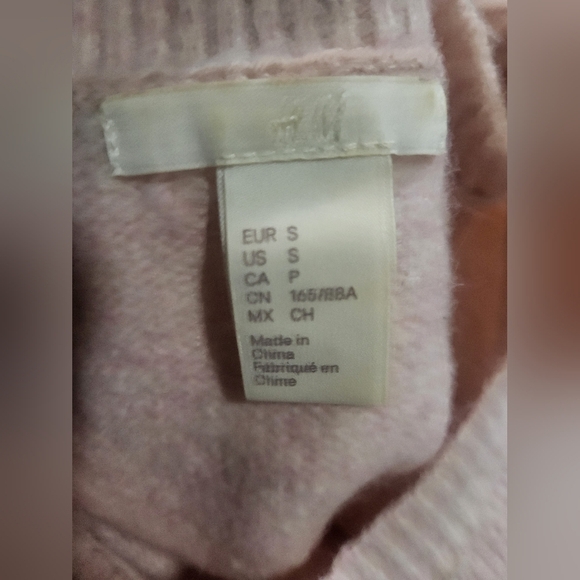 H&M
EUR S
US S
CA P
CN 165/88A
MX CH
Made in
China
Fabriqué en
Chine